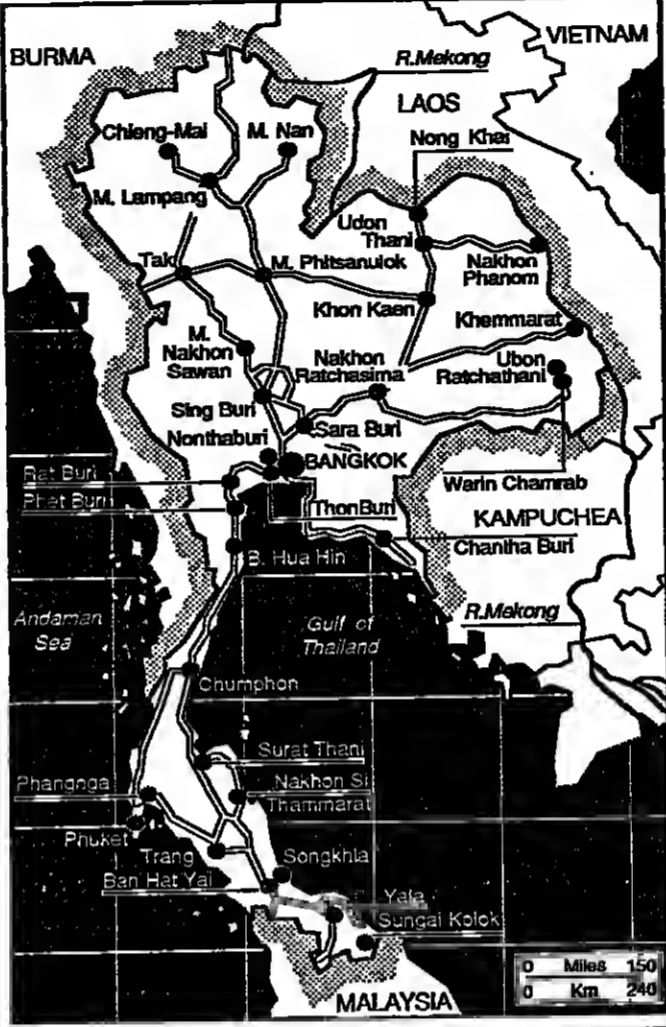 BURMA
VIETNAM
R.Mekong
LAOS
Chieng-Mai
M. Nan
Nong Khai
M. Lampang
Udon
Thani
Tak
M. Phitsanulok
Nakhon
Phanom
Khon Kaen
Khemmarat
M.
Nakhon
Sawan
Nakhon
Ratchasima
Ubon
Ratchathani
Sing Buri
Nonthaburi
Sara Buri
BANGKOK
Rat Buri
Warin Chamrab
Phet Buri
ThonBuri
KAMPUCHEA
Chantha Buri
B. Hua Hin
Andaman
Sea
Gulf of
Thailand
R.Mekong
Chumphon
Surat Thani
Phangnga
Nakhon Si
Thammarat
Phuket
Trang
Songkhla
Ban Hat Yai
Yala
Sungai Kolok
0 Miles 150
0 Km 240
MALAYSIA